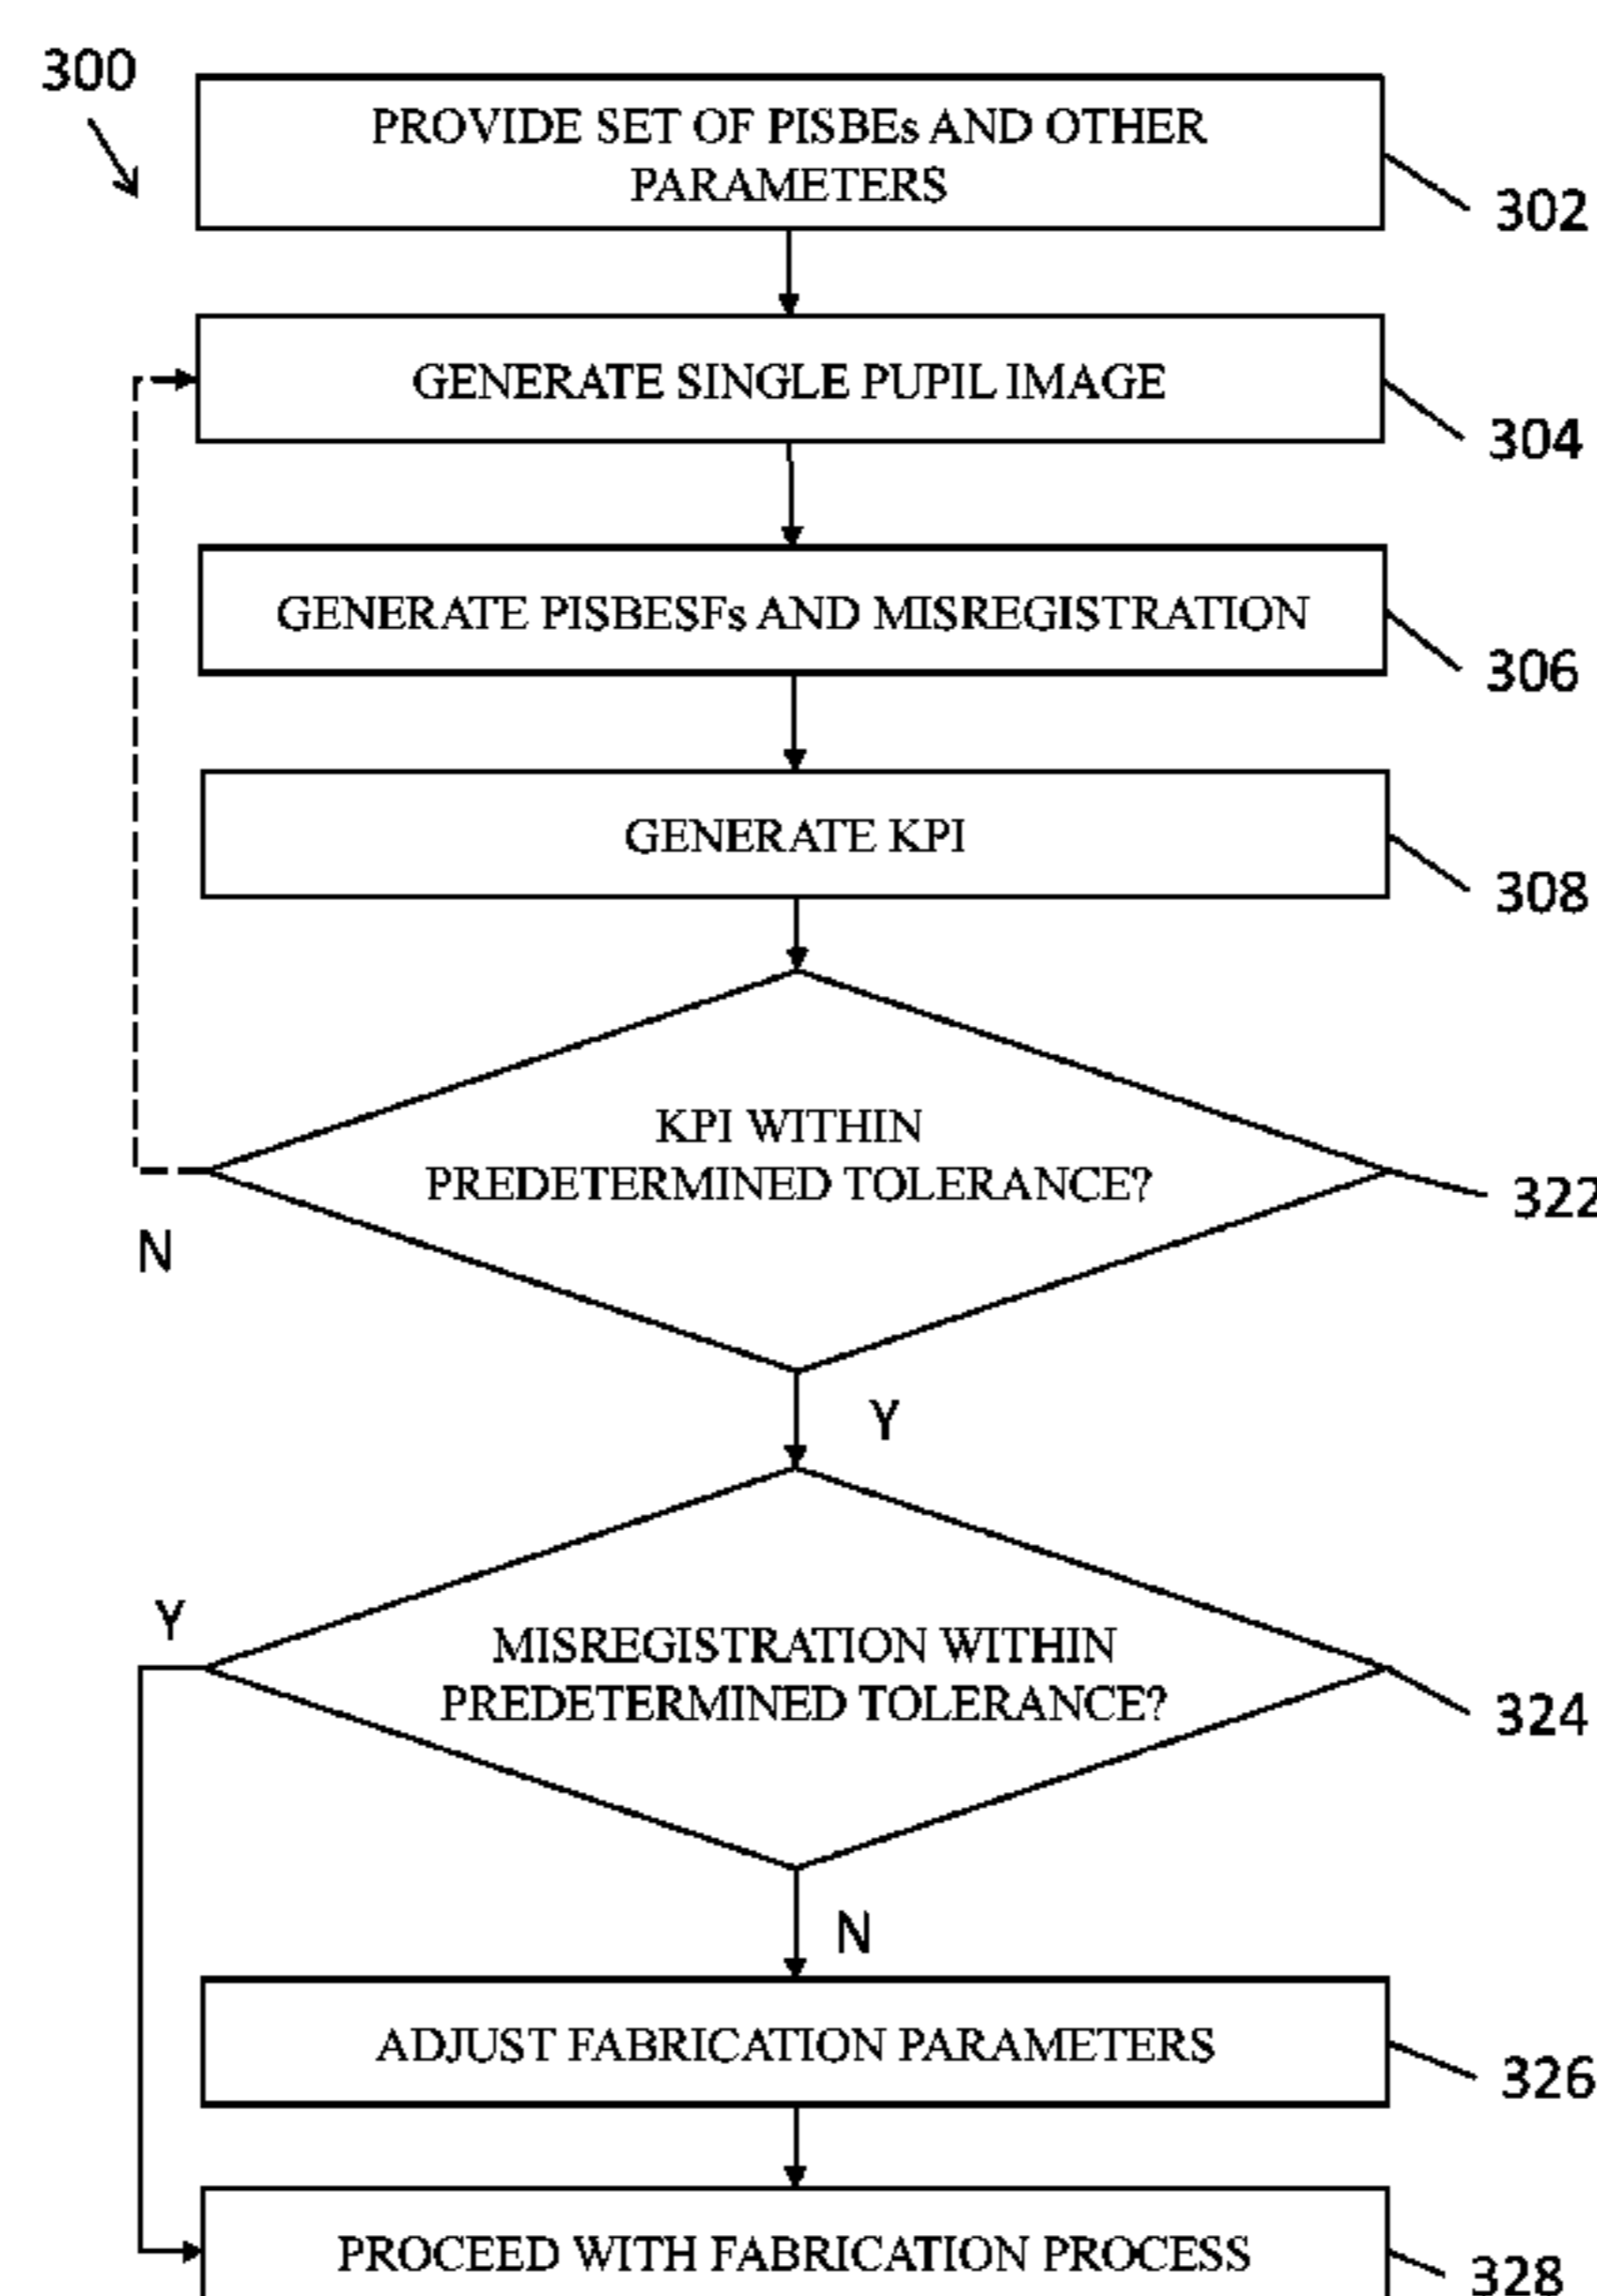 300
PROVIDE SET OF PISBEs AND OTHER
PARAMETERS
302
GENERATE SINGLE PUPIL IMAGE
304
GENERATE PISBESFs AND MISREGISTRATION
306
GENERATE KPI
308
KPI WITHIN
PREDETERMINED TOLERANCE?
322
N
Y
Y
MISREGISTRATION WITHIN
PREDETERMINED TOLERANCE?
324
N
ADJUST FABRICATION PARAMETERS
326
PROCEED WITH FABRICATION PROCESS
328